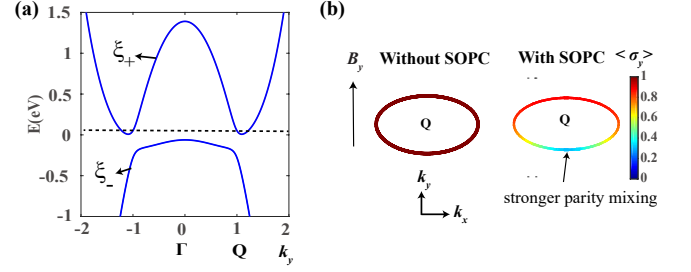 (a)
1.5
1
0.5
0
-0.5
-1
E(eV)
ξ+
ξ-
-2 -1 0 1 2
Γ Q ky
(b)
By
Without SOPC With SOPC <σy>
Q
Q
1
0.8
0.6
0.4
0.2
0
ky
kx
stronger parity mixing